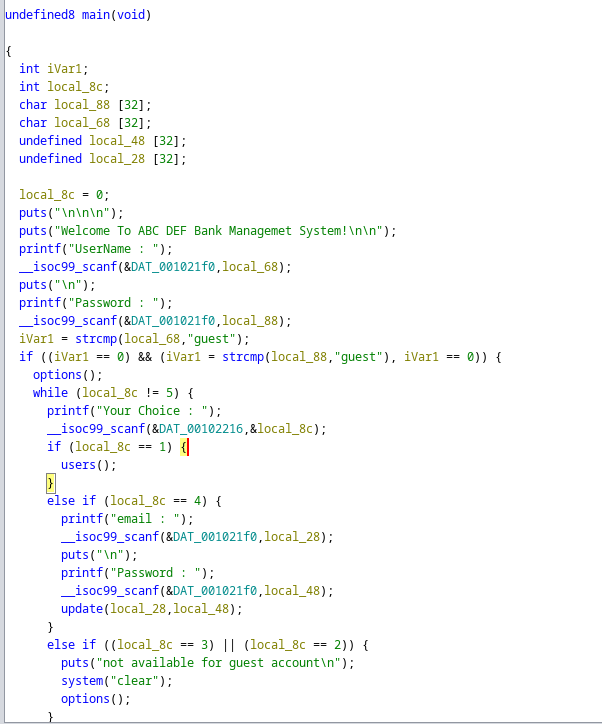 undefined8 main(void)
{
int iVar1;
int local_8c;
char local_88 [32];
char local_68 [32];
undefined local_48 [32];
undefined local_28 [32];
local_8c = 0;
puts("\n\n\n");
puts("Welcome To ABC DEF Bank Managemet System!\n\n");
printf("UserName : ");
__isoc99_scanf(&DAT_001021f0,local_68);
puts("\n");
printf("Password : ");
__isoc99_scanf(&DAT_001021f0,local_88);
iVar1 = strcmp(local_68,"guest");
if ((iVar1 == 0) && (iVar1 = strcmp(local_88,"guest"), iVar1 == 0)) {
options();
while (local_8c != 5) {
printf("Your Choice : ");
__isoc99_scanf(&DAT_00102216,&local_8c);
if (local_8c == 1) {
users();
}
else if (local_8c == 4) {
printf("email : ");
__isoc99_scanf(&DAT_001021f0,local_28);
puts("\n");
printf("Password : ");
__isoc99_scanf(&DAT_001021f0,local_48);
update(local_28,local_48);
}
else if ((local_8c == 3) || (local_8c == 2)) {
puts("not available for guest account\n");
system("clear");
options();
}